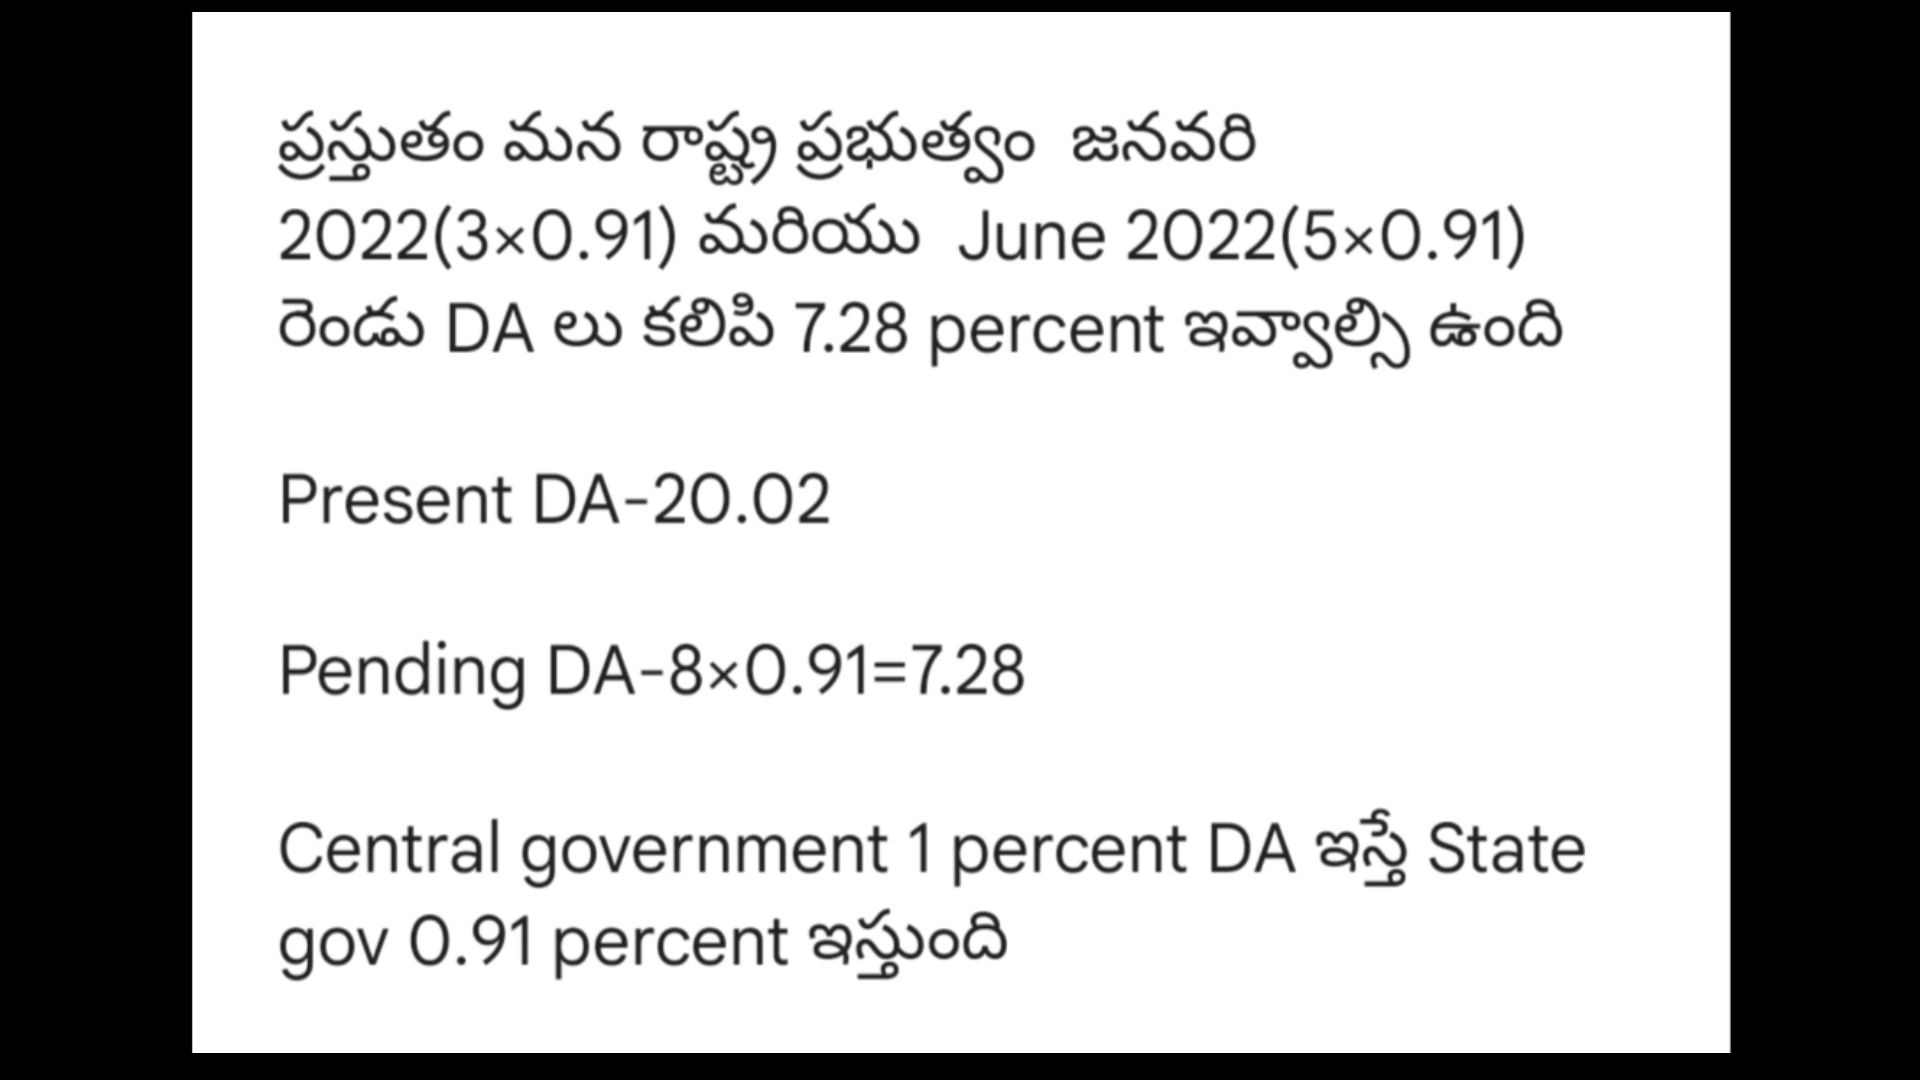 ప్రస్తుతం మన రాష్ట్ర ప్రభుత్వం  జనవరి
2022(3×0.91) మరియు  June 2022(5×0.91)
రెండు DA లు కలిపి 7.28 percent ఇవ్వాల్సి ఉంది
Present DA-20.02
Pending DA-8×0.91=7.28
Central government 1 percent DA ఇస్తే State
gov 0.91 percent ఇస్తుంది